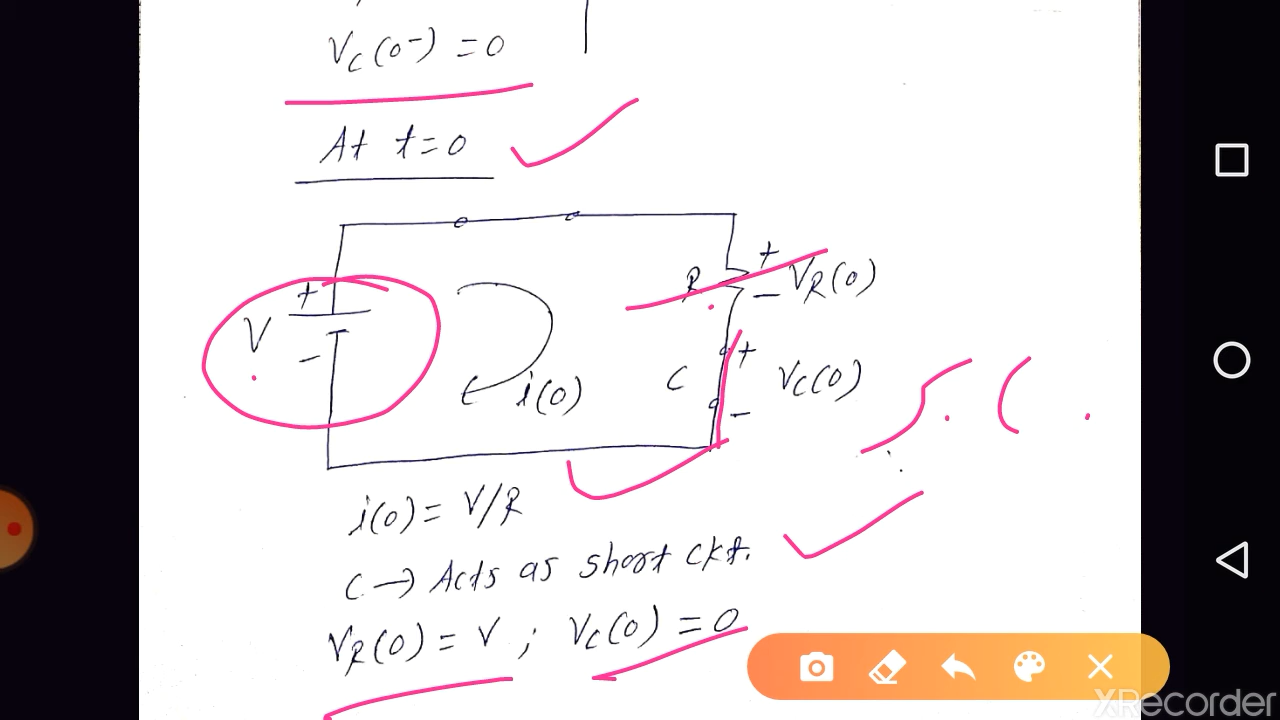 Vc(0-) = 0
At t=0
+
V
-
R
+
-
VR(0)
i(0)
C
+
-
Vc(0)
S.C.
i(0) = V/R
C → Acts as short ckt.
VR(0) = V ; Vc(0) = 0
XRecorder